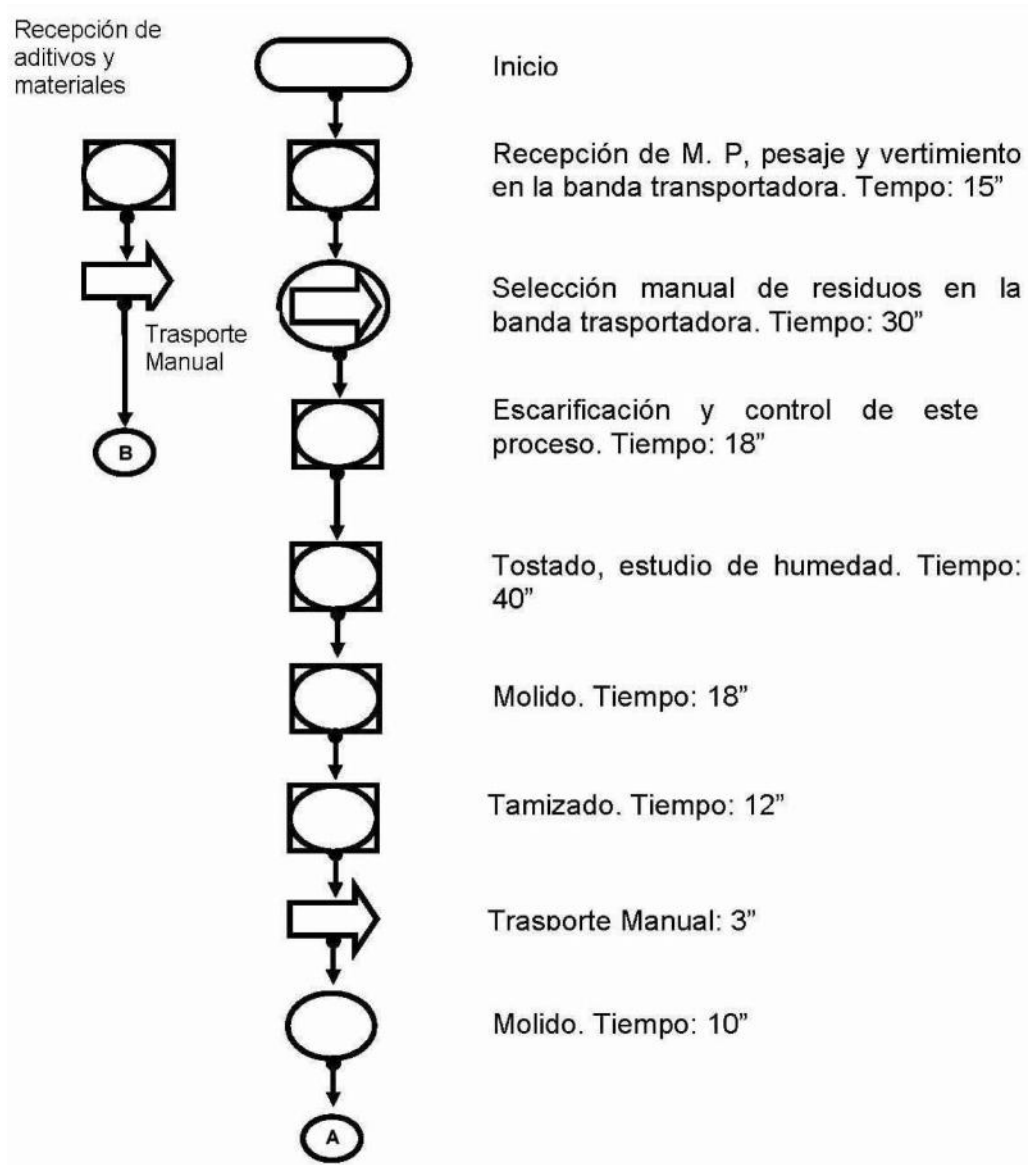 Recepción de
aditivos y
materiales
Inicio
Recepción de M. P, pesaje y vertimiento
en la banda transportadora. Tempo: 15”
Selección manual de residuos en la
banda trasportadora. Tiempo: 30”
Trasporte
Manual
Escarificación y control de este
proceso. Tiempo: 18”
B
Tostado, estudio de humedad. Tiempo:
40”
Molido. Tiempo: 18”
Tamizado. Tiempo: 12”
Trasporte Manual: 3”
Molido. Tiempo: 10”
A